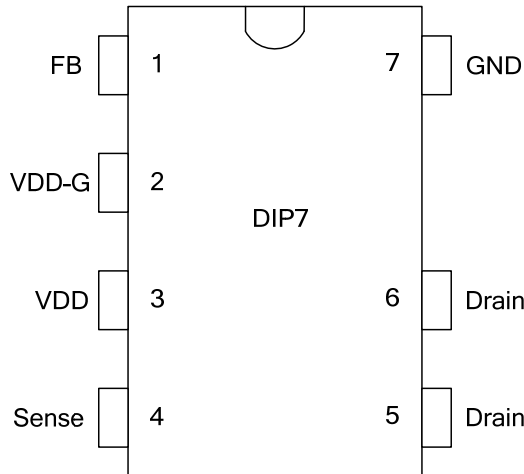 FB 1 7 GND
VDD-G 2
DIP7
VDD 3 6 Drain
Sense 4 5 Drain